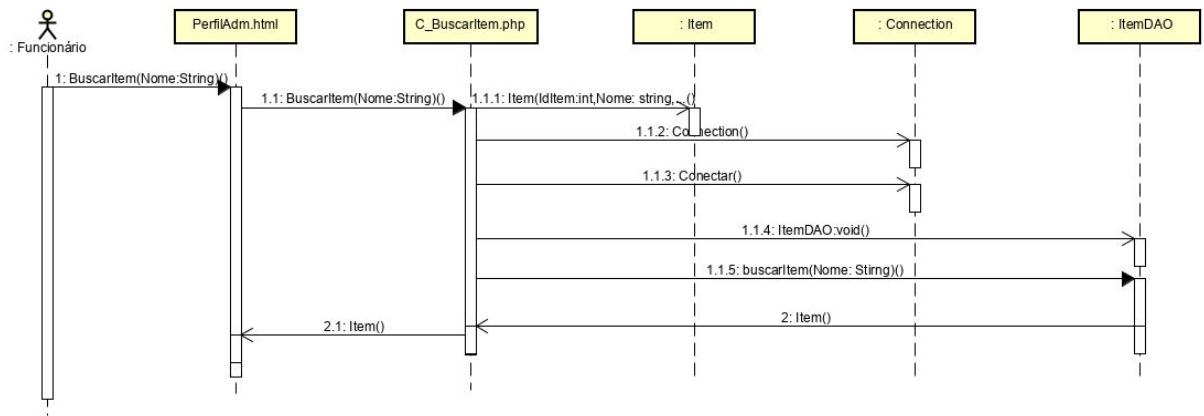 : Funcionário
PerfilAdm.html
C_BuscarItem.php
: Item
: Connection
: ItemDAO
1: BuscarItem(Nome:String)()
1.1: BuscarItem(Nome:String)()
1.1.1: Item(IdItem:int,Nome: string,...()
1.1.2: Connection()
1.1.3: Conectar()
1.1.4: ItemDAO:void()
1.1.5: buscarItem(Nome: Stirng)()
2: Item()
2.1: Item()